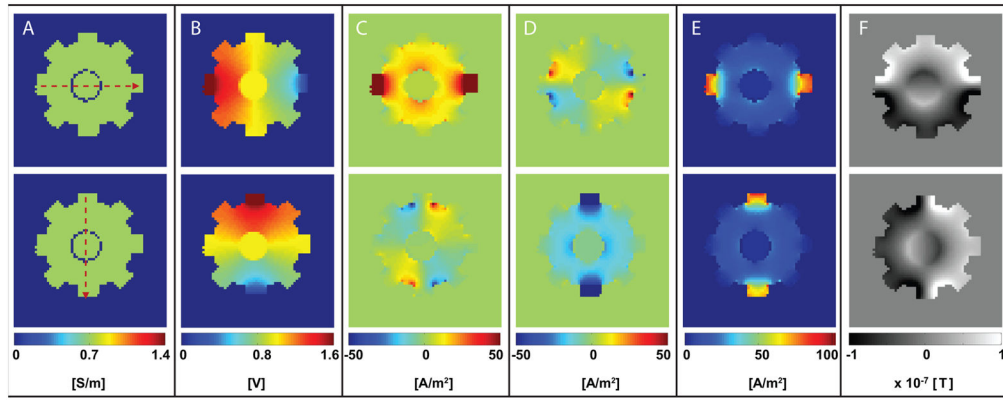 A B C D E F
0 0.7 1.4
[S/m]
0 0.8 1.6
[V]
-50 0 50
[A/m²]
-50 0 50
[A/m²]
0 50 100
[A/m²]
-1 0 1
x 10⁻⁷ [T]